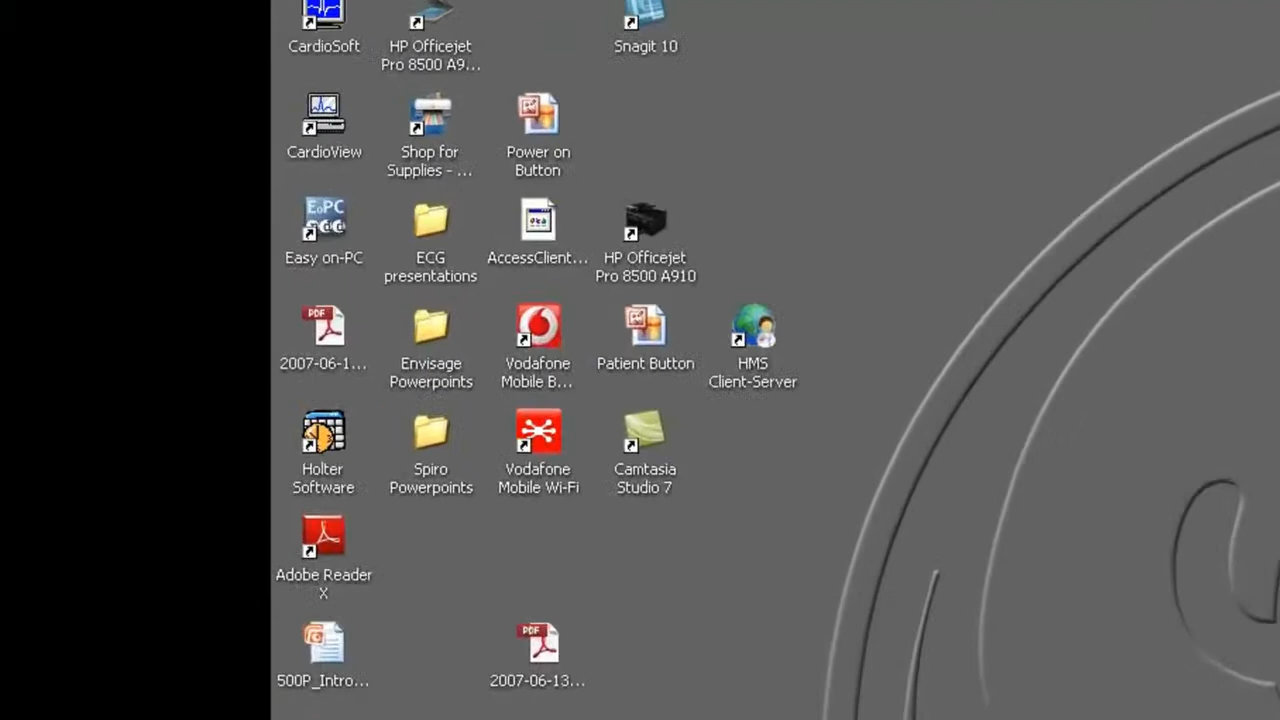 CardioSoft
HP Officejet
Pro 8500 A9...
Snagit 10
CardioView
Shop for
Supplies - ...
Power on
Button
Easy on-PC
ECG
presentations
AccessClient...
HP Officejet
Pro 8500 A910
PDF
2007-06-1...
Envisage
Powerpoints
Vodafone
Mobile B...
Patient Button
HMS
Client-Server
Holter
Software
Spiro
Powerpoints
Vodafone
Mobile Wi-Fi
Camtasia
Studio 7
Adobe Reader
X
500P_Intro...
PDF
2007-06-13...